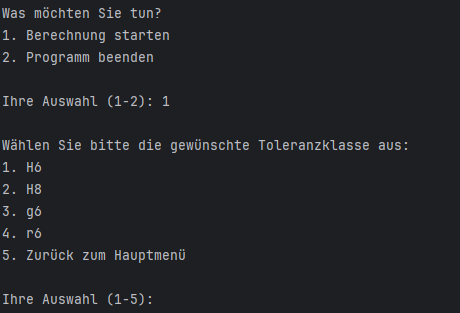 Was möchten Sie tun?
1. Berechnung starten
2. Programm beenden
Ihre Auswahl (1-2): 1
Wählen Sie bitte die gewünschte Toleranzklasse aus:
1. H6
2. H8
3. g6
4. r6
5. Zurück zum Hauptmenü
Ihre Auswahl (1-5):